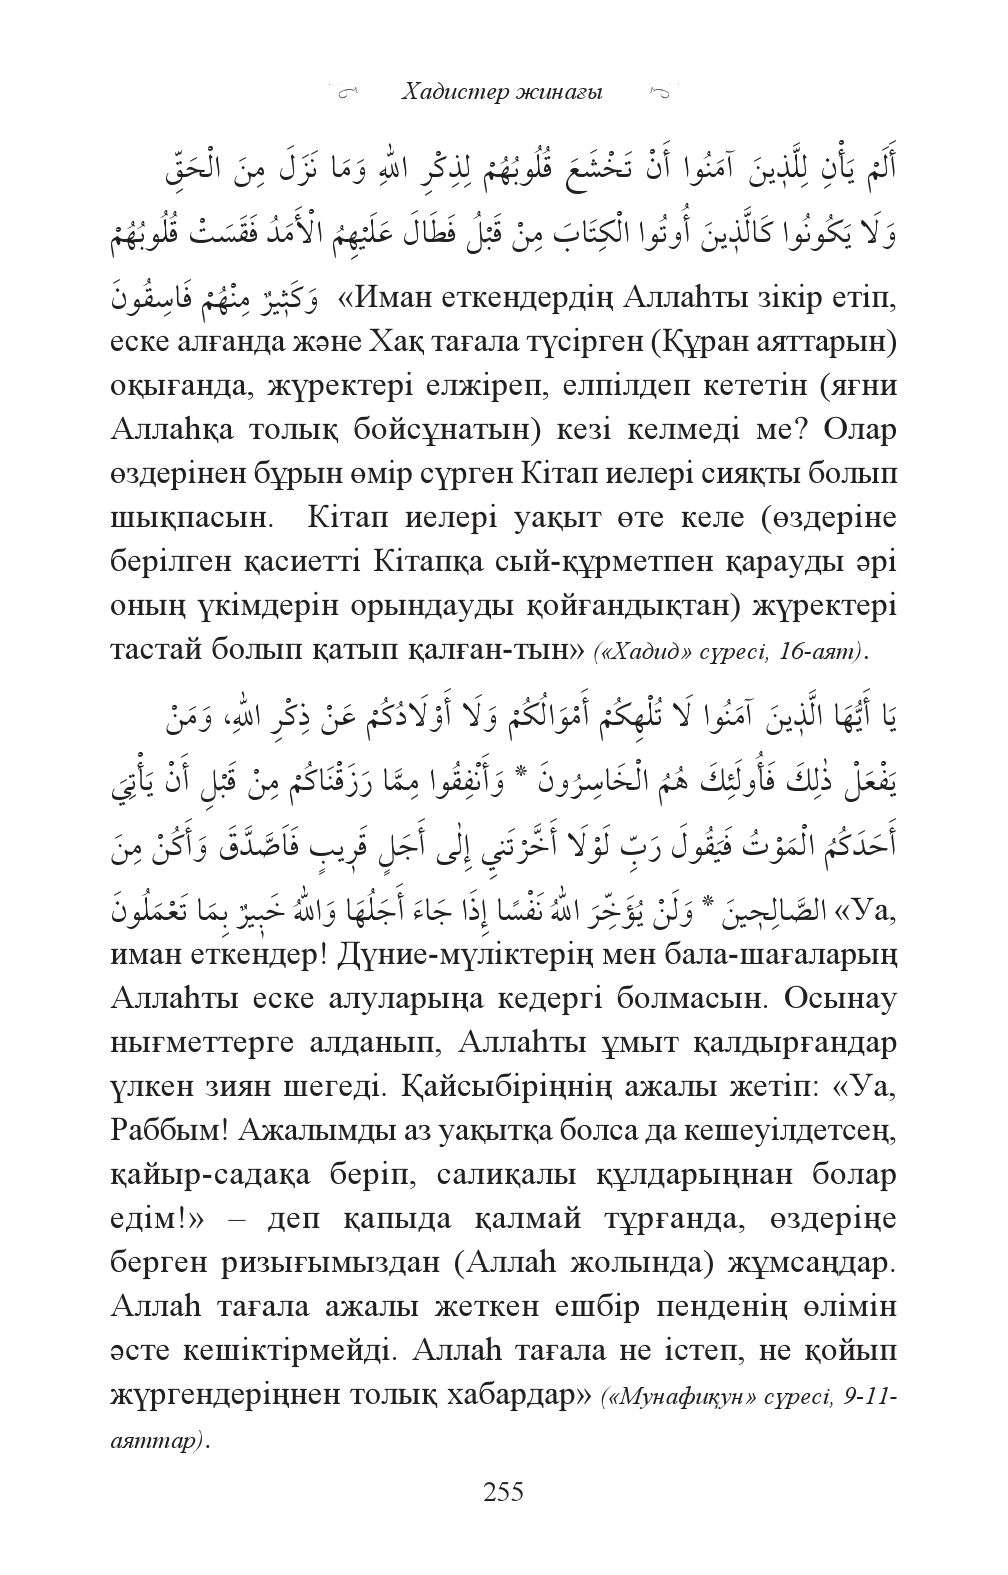 Хадистер жинағы
أَلَمْ يَأْنِ لِلَّذِينَ آمَنُوا أَنْ تَخْشَعَ قُلُوبُهُمْ لِذِكْرِ اللهِ وَمَا نَزَلَ مِنَ الْحَقِّ
وَلَا يَكُونُوا كَالَّذِينَ أُوتُوا الْكِتَابَ مِنْ قَبْلُ فَطَالَ عَلَيْهِمُ الْأَمَدُ فَقَسَتْ قُلُوبُهُمْ
وَكَثِيرٌ مِنْهُمْ فَاسِقُونَ «Иман еткендердің Аллаһты зікір етіп,
еске алғанда және Хақ тағала түсірген (Құран аяттарын)
оқығанда, жүректері елжіреп, елпілдеп кететін (яғни
Аллаһқа толық бойсұнатын) кезі келмеді ме? Олар
өздерінен бұрын өмір сүрген Кітап иелері сияқты болып
шықпасын. Кітап иелері уақыт өте келе (өздеріне
берілген қасиетті Кітапқа сый-құрметпен қарауды әрі
оның үкімдерін орындауды қойғандықтан) жүректері
тастай болып қатып қалған-тын» («Хадид» сүресі, 16-аят).
يَا أَيُّهَا الَّذِينَ آمَنُوا لَا تُلْهِكُمْ أَمْوَالُكُمْ وَلَا أَوْلَادُكُمْ عَنْ ذِكْرِ اللهِ، وَمَنْ
يَفْعَلْ ذٰلِكَ فَأُولَئِكَ هُمُ الْخَاسِرُونَ * وَأَنْفِقُوا مِمَّا رَزَقْنَاكُمْ مِنْ قَبْلِ أَنْ يَأْتِيَ
أَحَدَكُمُ الْمَوْتُ فَيَقُولَ رَبِّ لَوْلَا أَخَّرْتَنِي إِلٰى أَجَلٍ قَرِيبٍ فَاَصَّدَّقَ وَأَكُنْ مِنَ
الصَّالِحِينَ * وَلَنْ يُؤَخِّرَ اللهُ نَفْسًا إِذَا جَاءَ أَجَلُهَا وَاللهُ خَبِيرٌ بِمَا تَعْمَلُونَ «Уа,
иман еткендер! Дүние-мүліктерің мен бала-шағаларың
Аллаһты еске алуларыңа кедергі болмасын. Осынау
нығметтерге алданып, Аллаһты ұмыт қалдырғандар
үлкен зиян шегеді. Қайсыбіріңнің ажалы жетіп: «Уа,
Раббым! Ажалымды аз уақытқа болса да кешеуілдетсең,
қайыр-садақа беріп, салиқалы құлдарыңнан болар
едім!» – деп қапыда қалмай тұрғанда, өздеріңе
берген ризығымыздан (Аллаһ жолында) жұмсаңдар.
Аллаһ тағала ажалы жеткен ешбір пенденің өлімін
әсте кешіктірмейді. Аллаһ тағала не істеп, не қойып
жүргендеріңнен толық хабардар» («Мунафиқун» сүресі, 9-11-
аяттар).
255